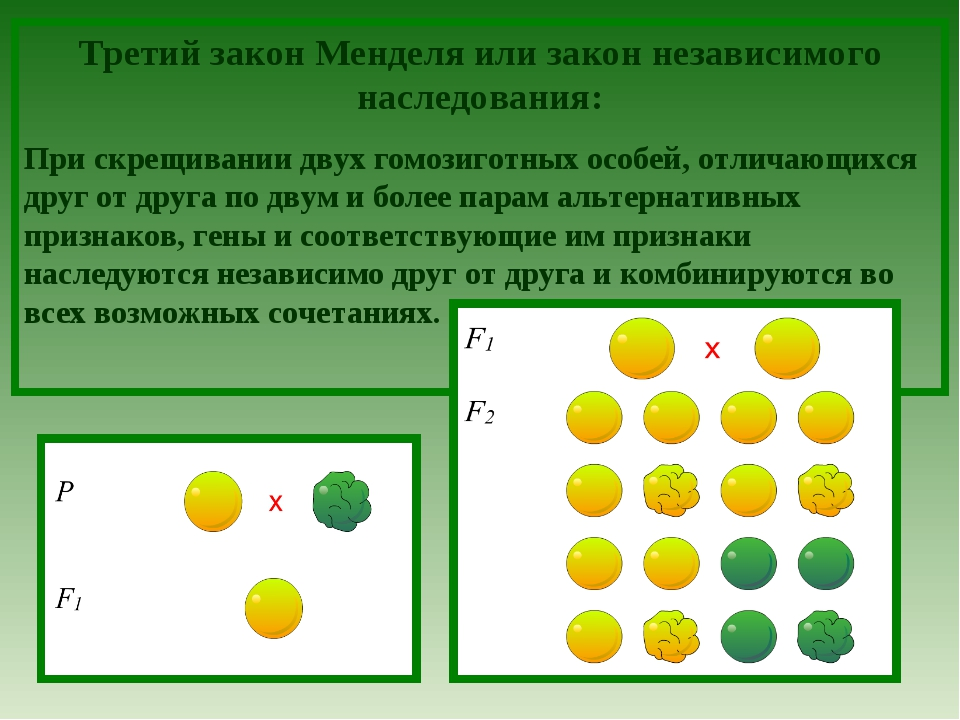 Третий закон Менделя или закон независимого
наследования:
При скрещивании двух гомозиготных особей, отличающихся
друг от друга по двум и более парам альтернативных
признаков, гены и соответствующие им признаки
наследуются независимо друг от друга и комбинируются во
всех возможных сочетаниях.
P x
F1
F1 x
F2